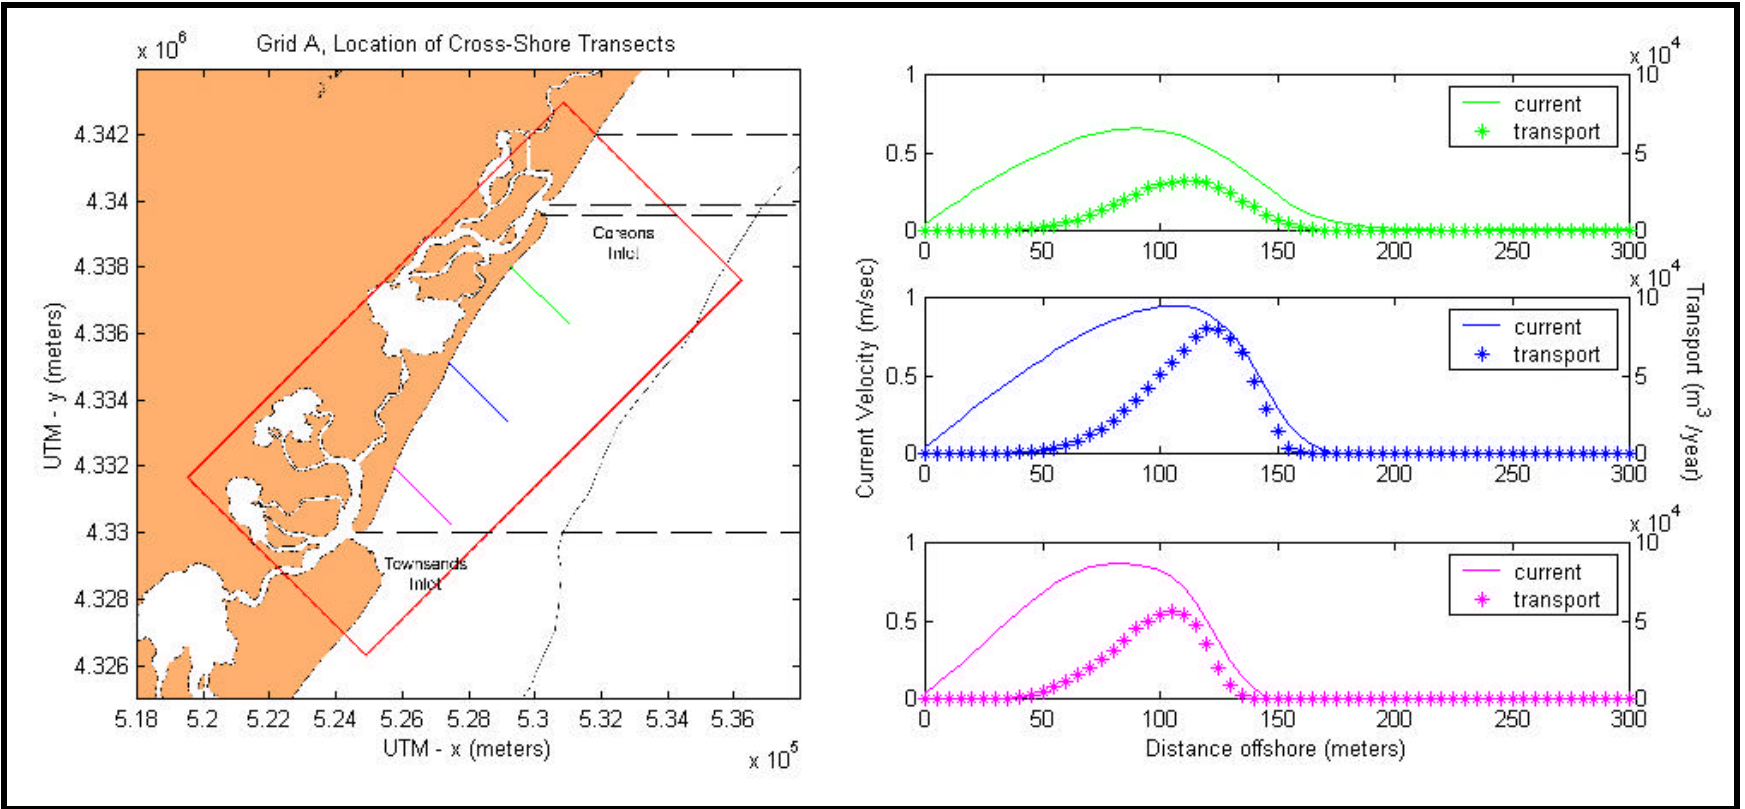 Grid A, Location of Cross-Shore Transects
x 10^6
4.342
4.34
4.338
4.336
4.334
4.332
4.33
4.328
4.326
UTM - y (meters)
Corsons
Inlet
Townsands
Inlet
5.18 5.2 5.22 5.24 5.26 5.28 5.3 5.32 5.34 5.36
UTM - x (meters)
x 10^5
x 10^4
1 10
0.5 5
0 0
current
transport
0 50 100 150 200 250 300
x 10^4
1 10
0.5 5
0 0
current
transport
0 50 100 150 200 250 300
Current Velocity (m/sec)
Transport (m^3/year)
x 10^4
1 10
0.5 5
0 0
current
transport
0 50 100 150 200 250 300
Distance offshore (meters)